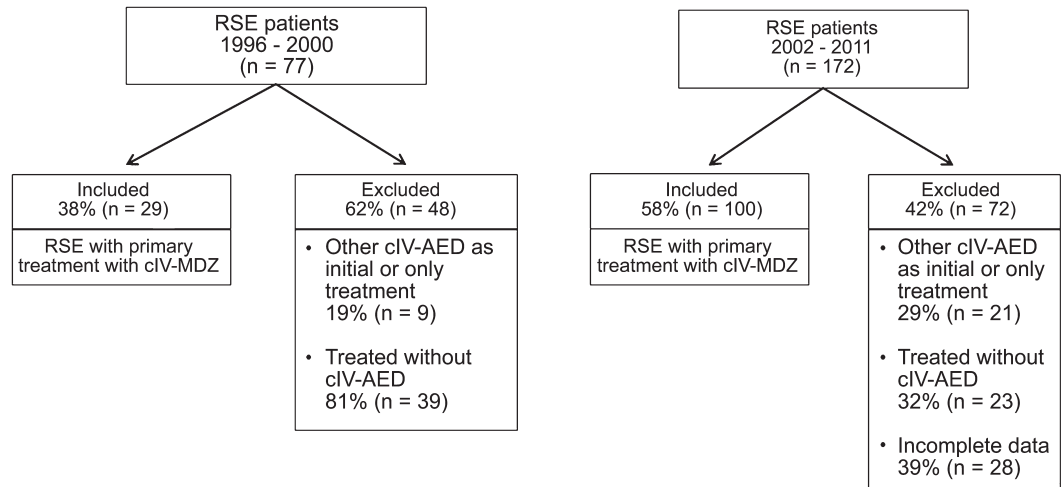 RSE patients
1996 - 2000
(n = 77)
Included
38% (n = 29)
RSE with primary
treatment with cIV-MDZ
Excluded
62% (n = 48)
• Other cIV-AED as
initial or only
treatment
19% (n = 9)
• Treated without
cIV-AED
81% (n = 39)
RSE patients
2002 - 2011
(n = 172)
Included
58% (n = 100)
RSE with primary
treatment with cIV-MDZ
Excluded
42% (n = 72)
• Other cIV-AED
as initial or only
treatment
29% (n = 21)
• Treated without
cIV-AED
32% (n = 23)
• Incomplete data
39% (n = 28)